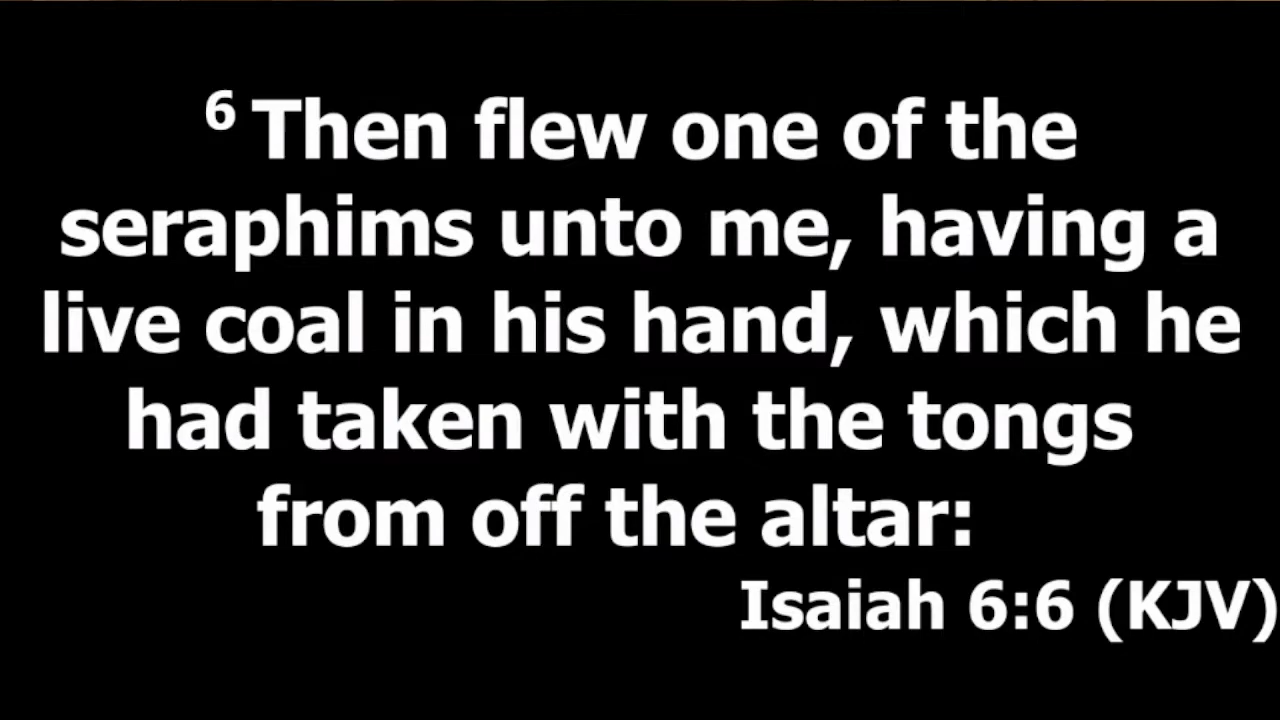 6 Then flew one of the
seraphims unto me, having a
live coal in his hand, which he
had taken with the tongs
from off the altar:
Isaiah 6:6 (KJV)